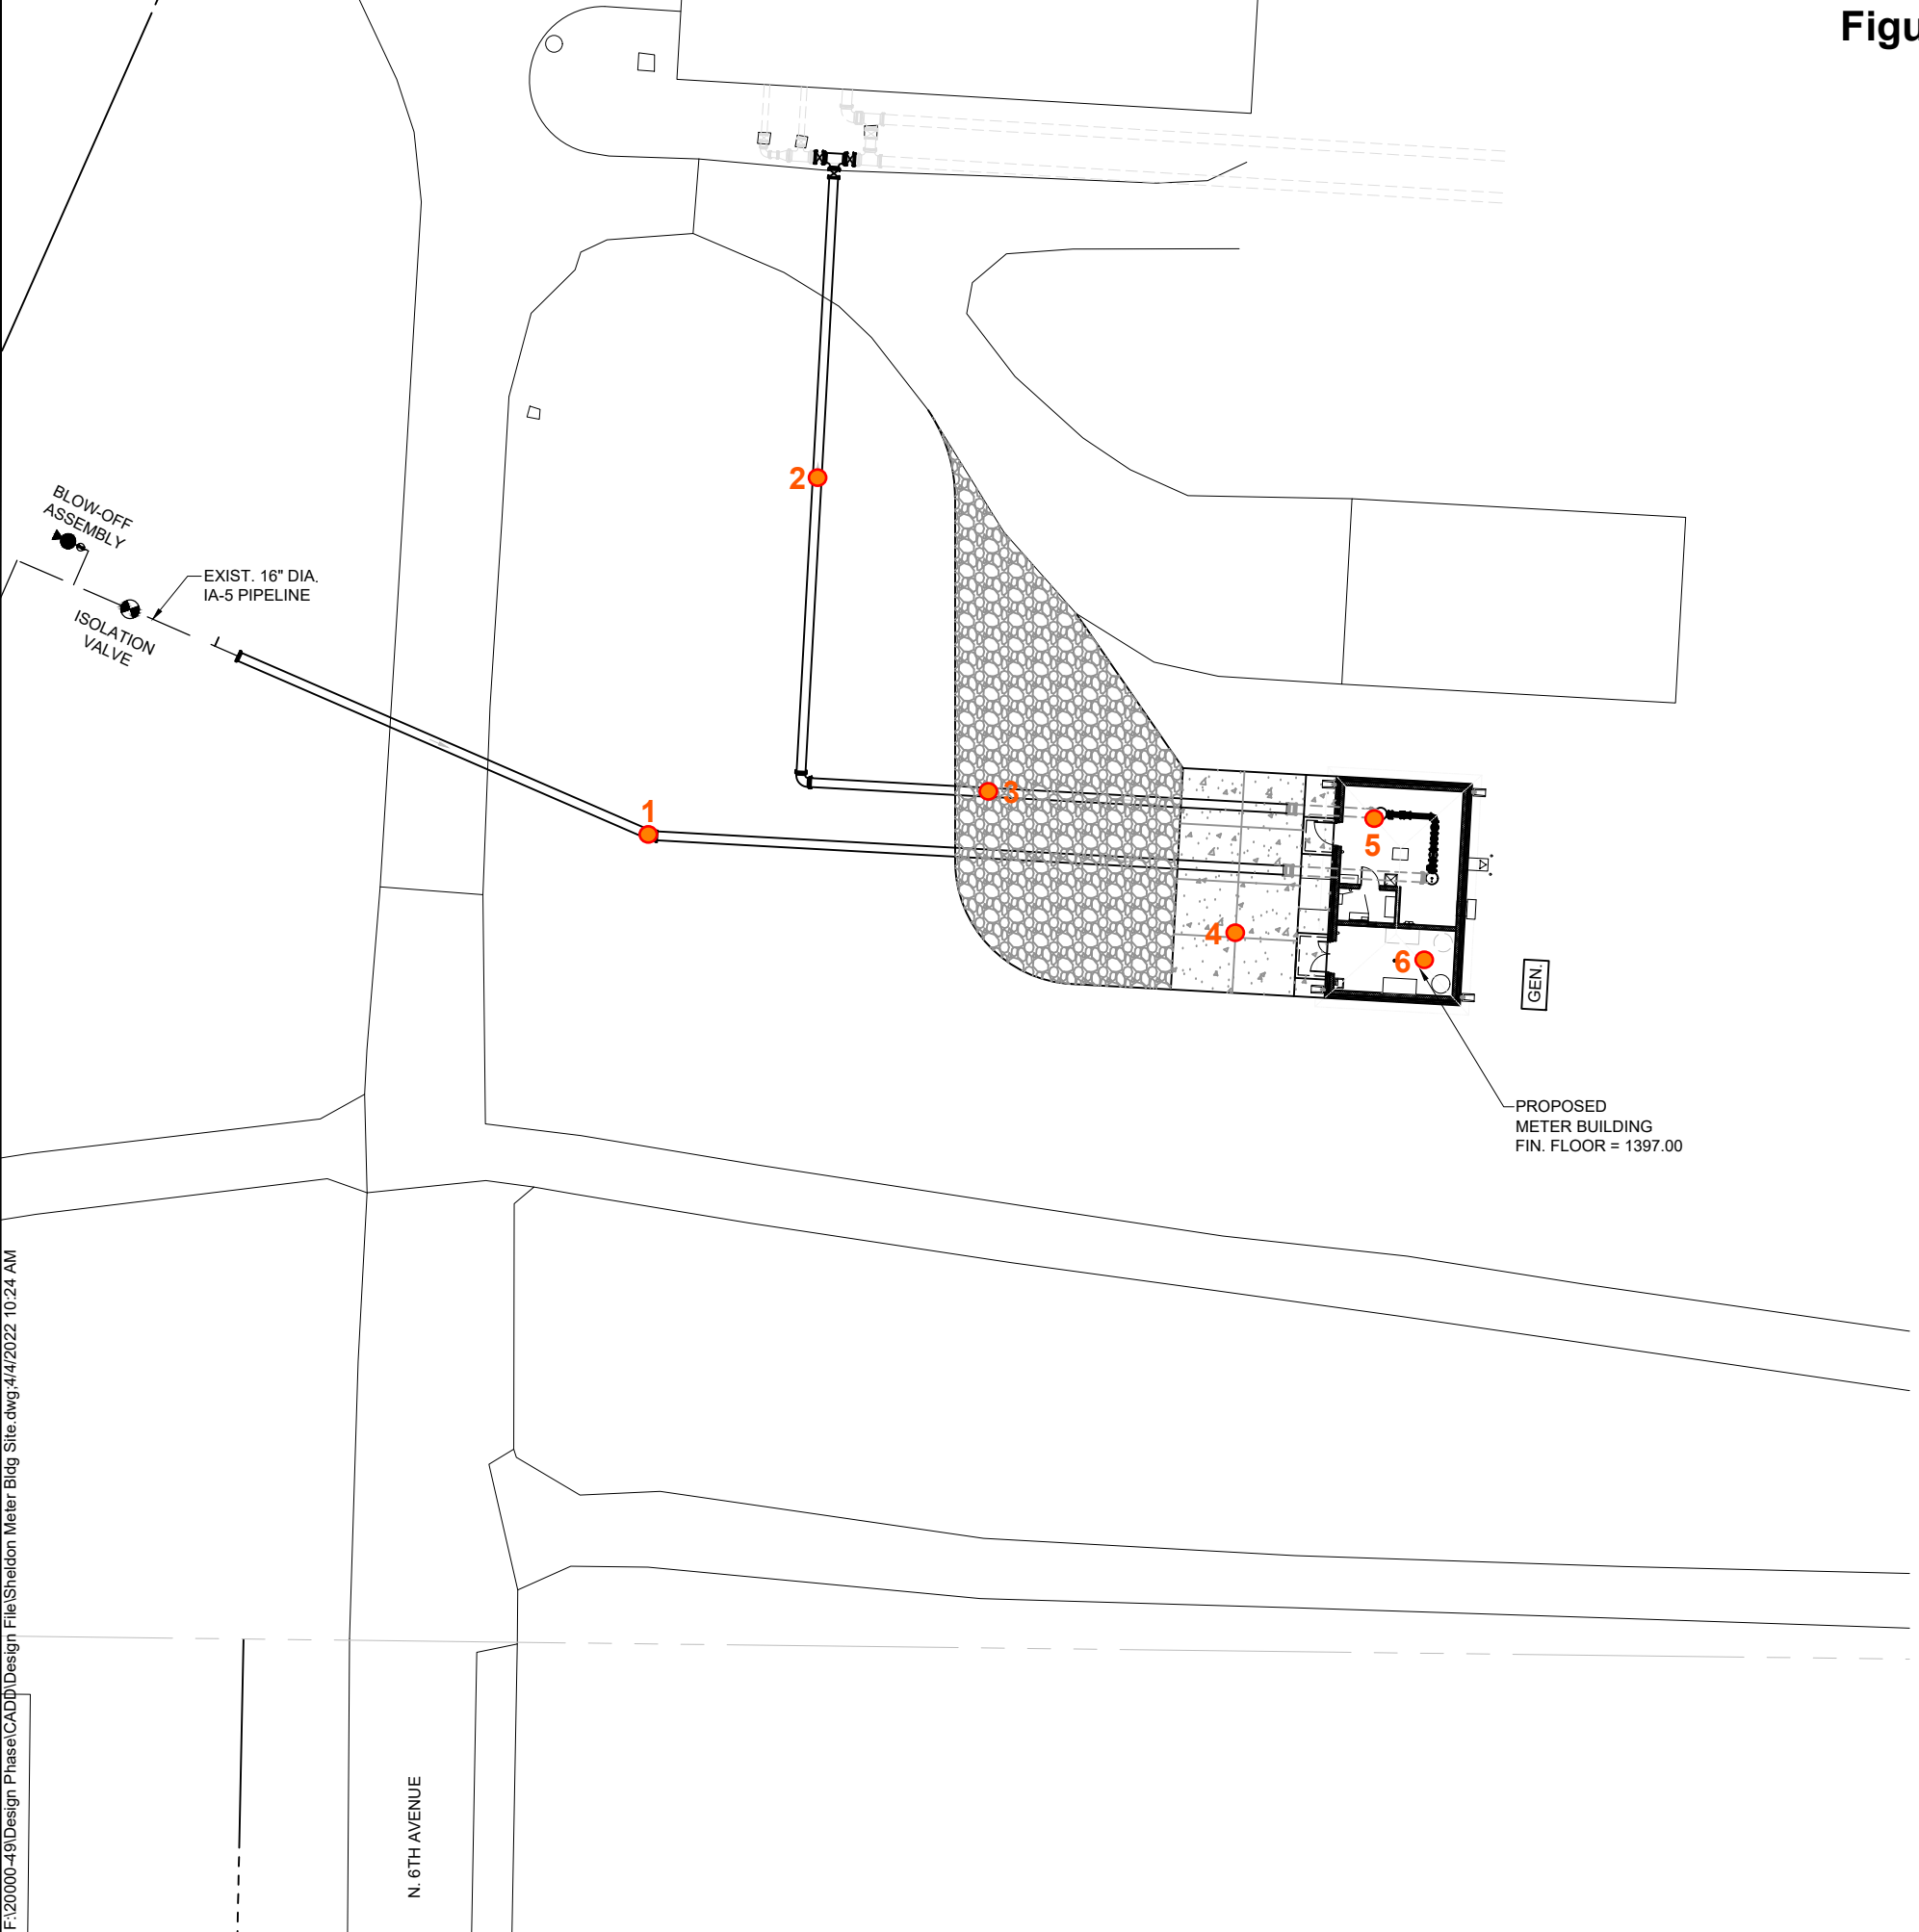 Figu
2
BLOW-OFF
ASSEMBLY
EXIST. 16" DIA.
IA-5 PIPELINE
ISOLATION
VALVE
1
3
5
4
6
GEN.
PROPOSED
METER BUILDING
FIN. FLOOR = 1397.00
F:\20000-49\Design Phase\CADD\Design File\Sheldon Meter Bldg Site.dwg;4/4/2022 10:24 AM
N. 6TH AVENUE